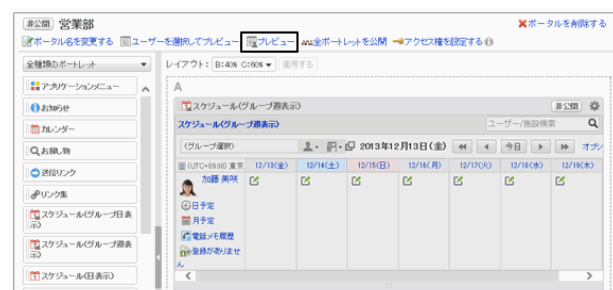 非公開 営業部 ポータルを削除する
ポータル名を変更する ユーザーを選択してプレビュー プレビュー 全ポートレットを公開 アクセス権を設定する
全種類のポートレット レイアウト: B:40% C:60% 適用する
アプリケーションメニュー
お知らせ
カレンダー
お探し物
送信リンク
リンク集
スケジュール(グループ日表示)
スケジュール(グループ週表示)
スケジュール(日表示)
A
スケジュール(グループ週表示) 非公開
スケジュール(グループ週表示) ユーザー/施設検索
(グループ選択) 2013年12月13日(金) 今日 オプシ
(UTC+09:00) 東京 12/13(金) 12/14(土) 12/15(日) 12/16(月) 12/17(火) 12/18(水) 12/19(木)
加藤 美咲
日予定
月予定
電話メモ履歴
登録がありません